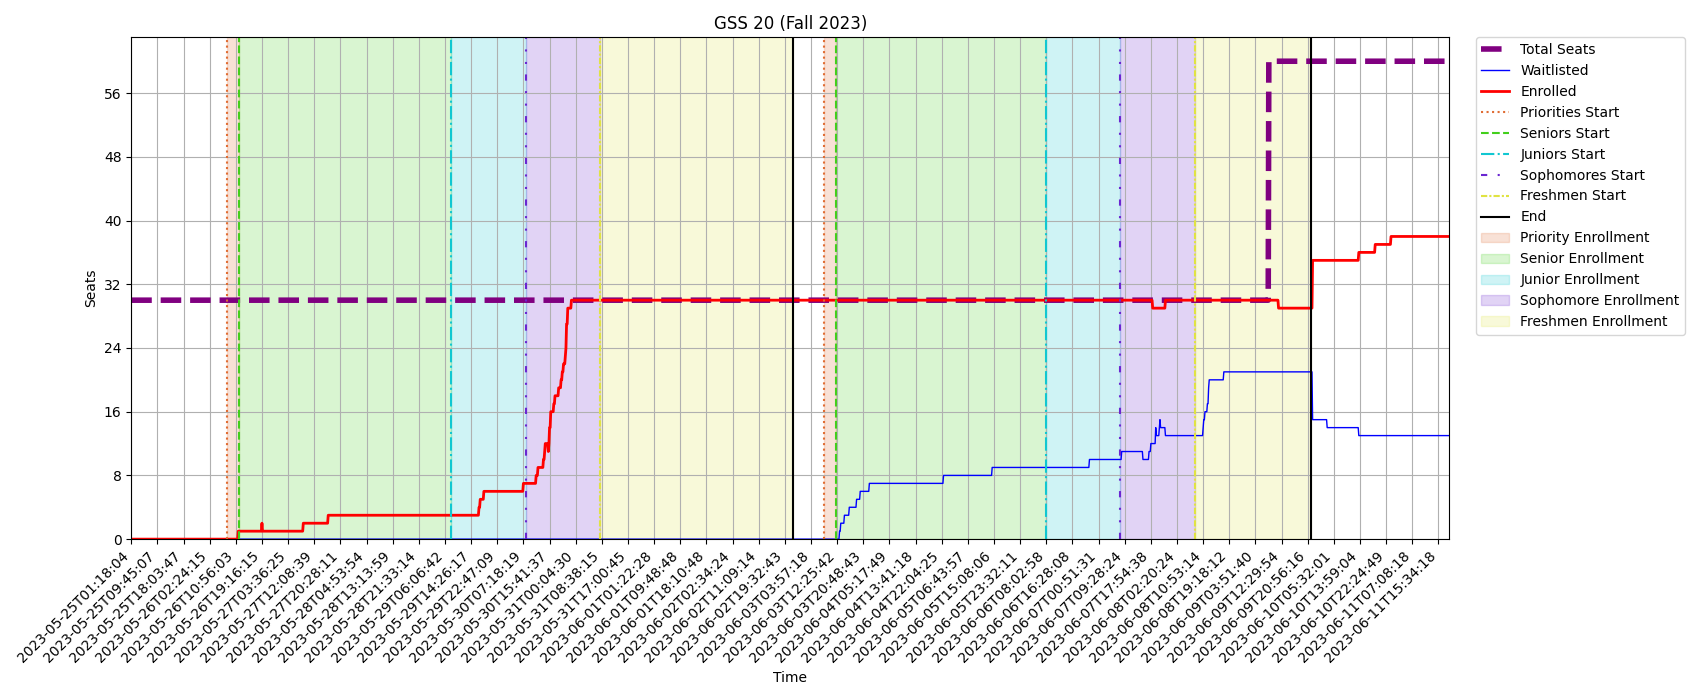 GSS 20 (Fall 2023)
Seats
56
48
40
32
24
16
8
0
2023-05-25T01:18:04
2023-05-25T09:45:07
2023-05-25T18:03:47
2023-05-26T02:24:15
2023-05-26T10:56:03
2023-05-26T19:16:15
2023-05-27T03:36:25
2023-05-27T12:08:39
2023-05-27T20:28:11
2023-05-28T04:53:54
2023-05-28T13:13:59
2023-05-28T21:33:14
2023-05-29T06:06:42
2023-05-29T14:26:17
2023-05-29T22:47:09
2023-05-30T07:18:19
2023-05-30T15:41:37
2023-05-31T00:04:30
2023-05-31T08:38:15
2023-05-31T17:00:45
2023-06-01T01:22:28
2023-06-01T09:48:48
2023-06-01T18:10:48
2023-06-02T02:34:24
2023-06-02T11:09:14
2023-06-02T19:32:43
2023-06-03T03:57:18
2023-06-03T12:25:42
2023-06-03T20:48:43
2023-06-04T05:17:49
2023-06-04T13:41:18
2023-06-04T22:04:25
2023-06-05T06:43:57
2023-06-05T15:08:06
2023-06-05T23:32:11
2023-06-06T08:02:58
2023-06-06T16:28:08
2023-06-07T00:51:31
2023-06-07T09:28:24
2023-06-07T17:54:38
2023-06-08T02:20:24
2023-06-08T10:53:14
2023-06-08T19:18:12
2023-06-09T03:51:40
2023-06-09T12:29:54
2023-06-09T20:56:16
2023-06-10T05:32:01
2023-06-10T13:59:04
2023-06-10T22:24:49
2023-06-11T07:08:18
2023-06-11T15:34:18
Time
Total Seats
Waitlisted
Enrolled
Priorities Start
Seniors Start
Juniors Start
Sophomores Start
Freshmen Start
End
Priority Enrollment
Senior Enrollment
Junior Enrollment
Sophomore Enrollment
Freshmen Enrollment